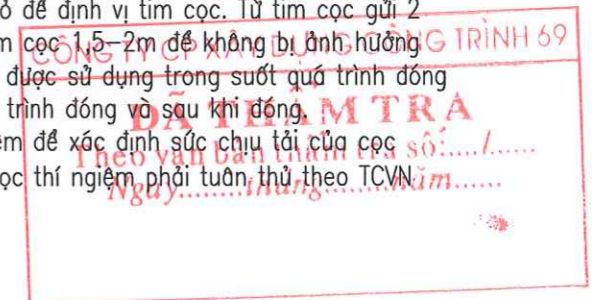 ó để định vị tim cọc. Từ tim cọc gửi 2
m cọc 1,5–2m để không bị ảnh hưởng
CÔNG TY CP XÂY DỰNG CÔNG TRÌNH 69
được sử dụng trong suốt quá trình đóng
trình đóng và sau khi đóng.
ĐÃ THẨM TRA
ệm để xác định sức chịu tải của cọc
Theo văn bản thẩm tra số:..../......
ọc thí ngiệm phải tuân thủ theo TCVN.
Ngày.........tháng.........năm......